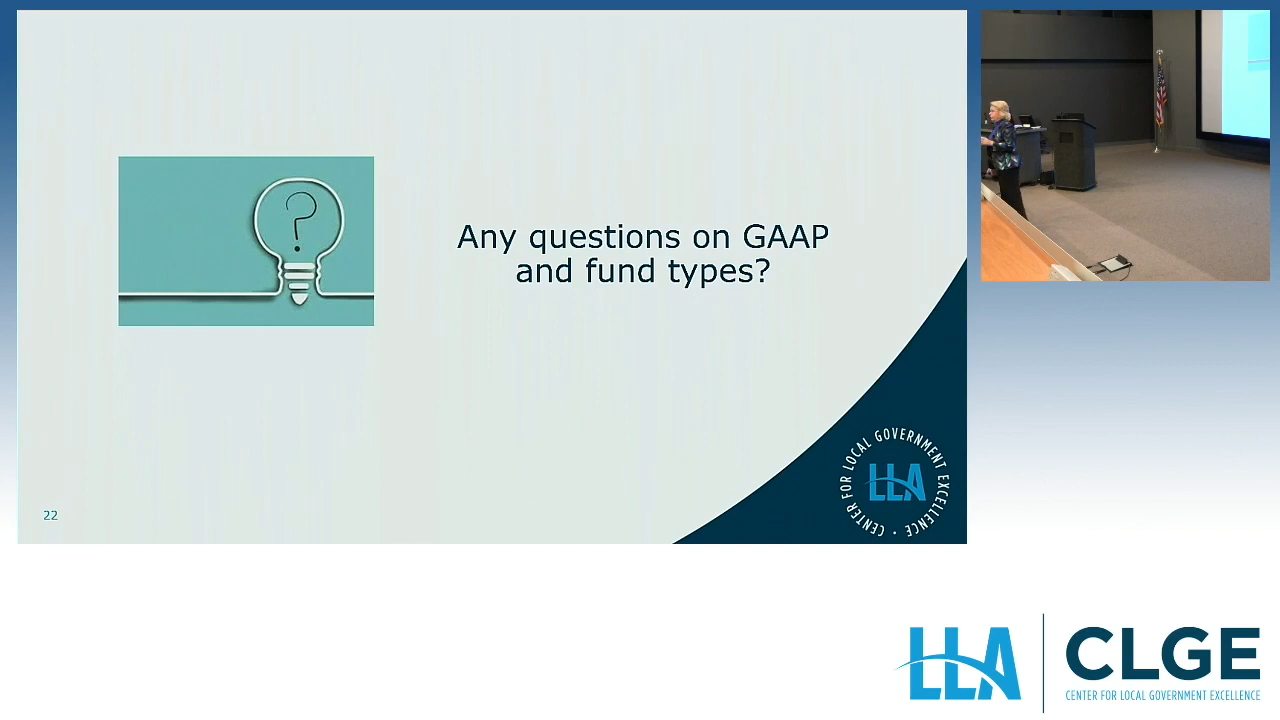 Any questions on GAAP
and fund types?
?
22
CENTER FOR LOCAL GOVERNMENT EXCELLENCE
LLA
LLA
CLGE
CENTER FOR LOCAL GOVERNMENT EXCELLENCE